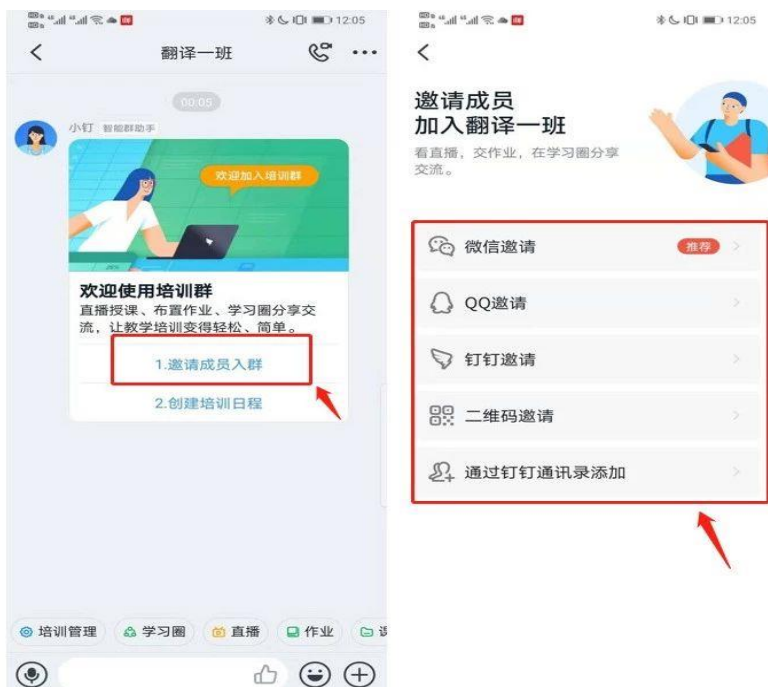 12:05
翻译一班
00:05
小钉 智能群助手
欢迎加入培训群
欢迎使用培训群
直播授课、布置作业、学习圈分享交
流，让教学培训变得轻松、简单。
1.邀请成员入群
2.创建培训日程
培训管理
学习圈
直播
作业
12:05
邀请成员
加入翻译一班
看直播，交作业，在学习圈分享
交流。
微信邀请 推荐
QQ邀请
钉钉邀请
二维码邀请
通过钉钉通讯录添加